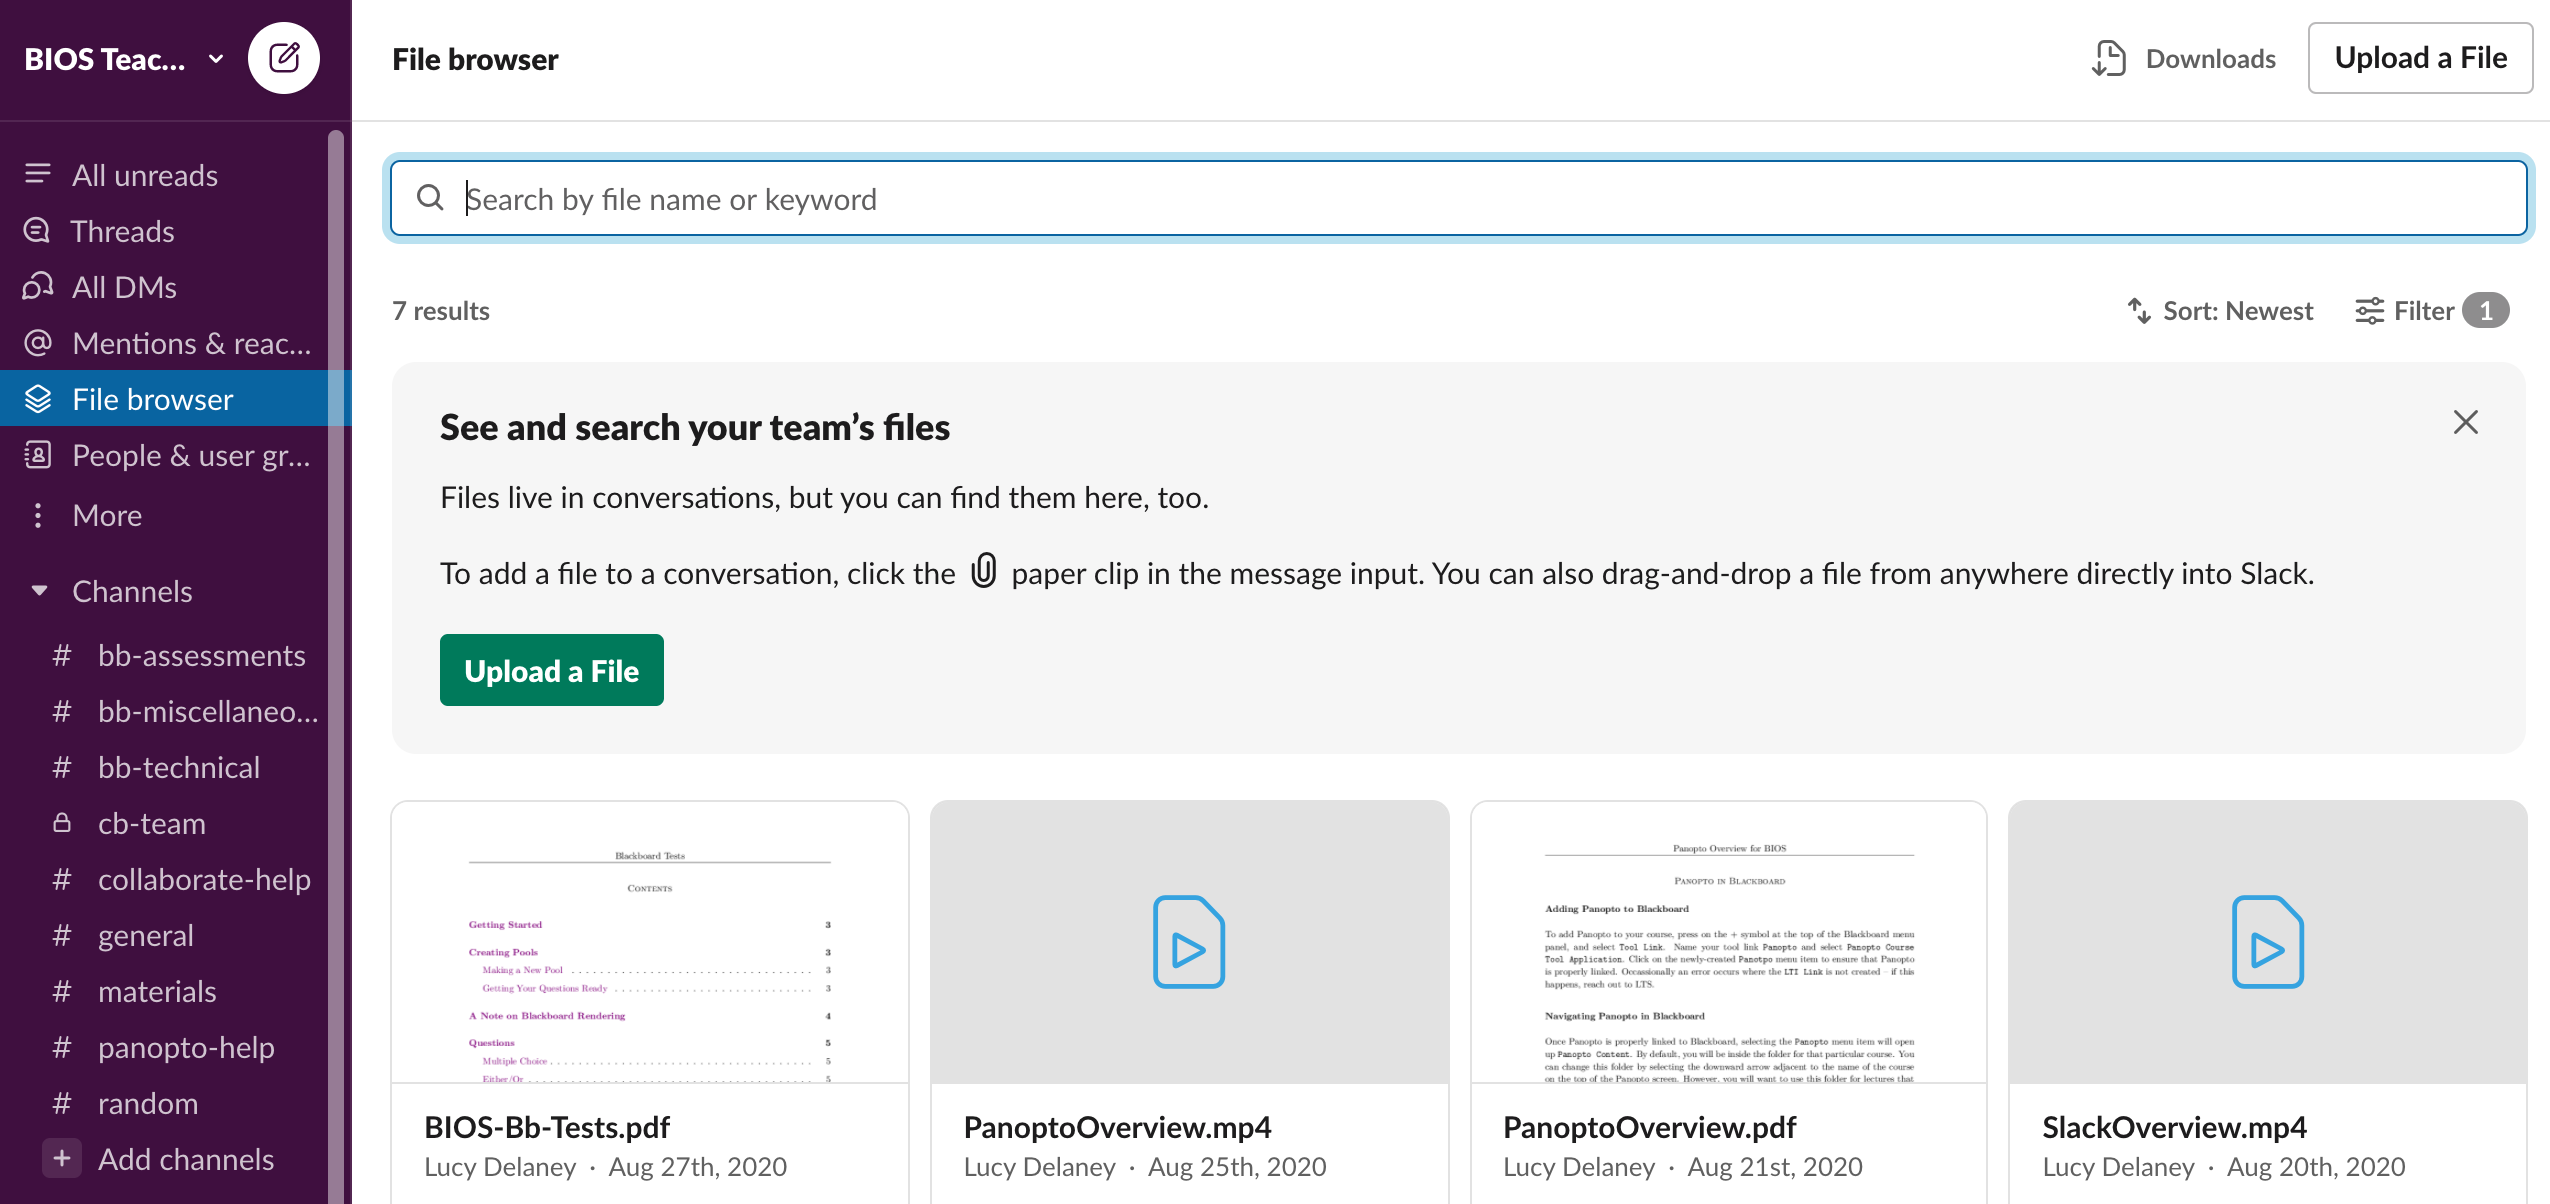 BIOS Teac...
All unreads
Threads
All DMs
Mentions & reac...
File browser
People & user gr...
More
Channels
# bb-assessments
# bb-miscellaneo...
# bb-technical
cb-team
# collaborate-help
# general
# materials
# panopto-help
# random
+ Add channels
File browser
Downloads
Upload a File
Search by file name or keyword
7 results
Sort: Newest
Filter 1
See and search your team’s files
Files live in conversations, but you can find them here, too.
To add a file to a conversation, click the paper clip in the message input. You can also drag-and-drop a file from anywhere directly into Slack.
Upload a File
Blackboard Tests
Contents
Getting Started 3
Creating Pools 3
Making a New Pool 3
Getting Your Questions Ready 3
A Note on Blackboard Rendering 4
Questions 5
Multiple Choice 5
Either/Or 5
BIOS-Bb-Tests.pdf
Lucy Delaney · Aug 27th, 2020
PanoptoOverview.mp4
Lucy Delaney · Aug 25th, 2020
Panopto Overview for BIOS
Panopto in Blackboard
Adding Panopto to Blackboard
To add Panopto to your course, press on the + symbol at the top of the Blackboard menu
panel, and select Tool Link. Name your tool link Panopto and select Panopto Course
Tool Application. Click on the newly-created Panotpo menu item to ensure that Panopto
is properly linked. Occasionally an error occurs where the LTI Link is not created – if this
happens, reach out to LTS.
Navigating Panopto in Blackboard
Once Panopto is properly linked to Blackboard, selecting the Panopto menu item will open
up Panopto Content. By default, you will be inside the folder for that particular course. You
can change this folder by selecting the downward arrow adjacent to the name of the course
on the top of the Panopto screen. However, you will want to use this folder for lectures that
PanoptoOverview.pdf
Lucy Delaney · Aug 21st, 2020
SlackOverview.mp4
Lucy Delaney · Aug 20th, 2020